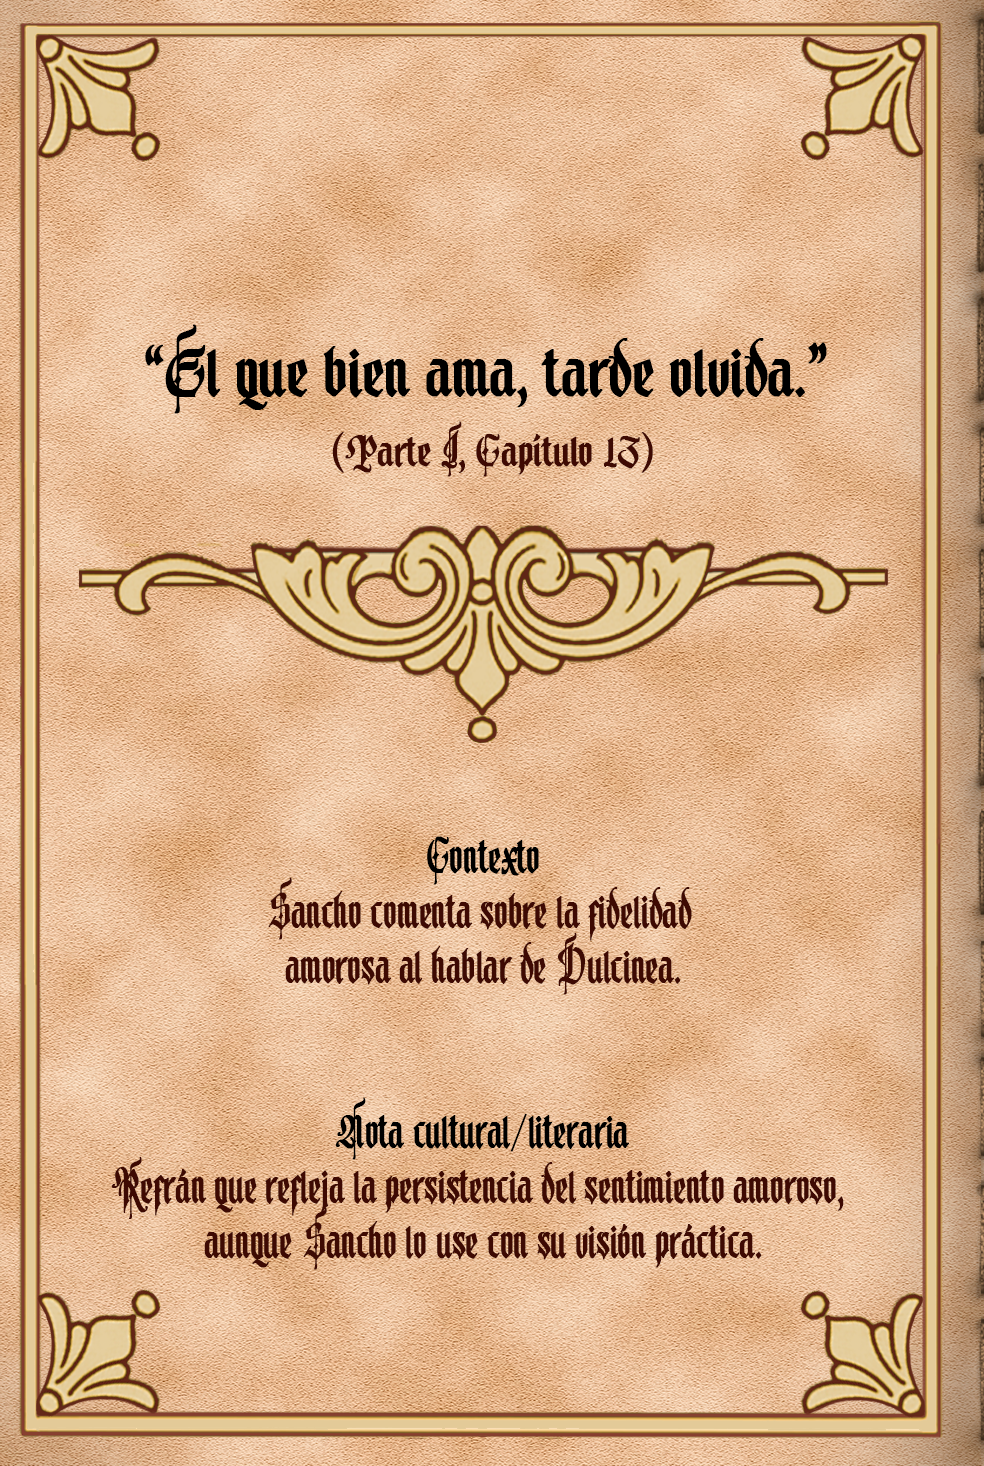 “El que bien ama, tarde olvida.”
(Parte I, Capítulo 13)
Contexto
Sancho comenta sobre la fidelidad
amorosa al hablar de Dulcinea.
Nota cultural/literaria
Refrán que refleja la persistencia del sentimiento amoroso,
aunque Sancho lo use con su visión práctica.